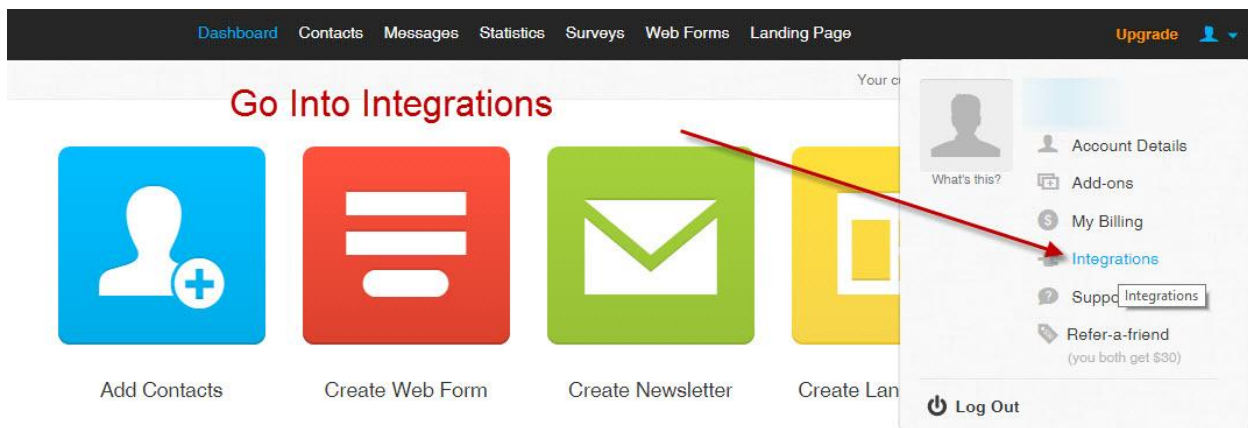 Dashboard Contacts Messages Statistics Surveys Web Forms Landing Page Upgrade
Your
Go Into Integrations
What's this?
Account Details
Add-ons
My Billing
Integrations
Integrations
Refer-a-friend
(you both get $30)
Log Out
Add Contacts Create Web Form Create Newsletter Create